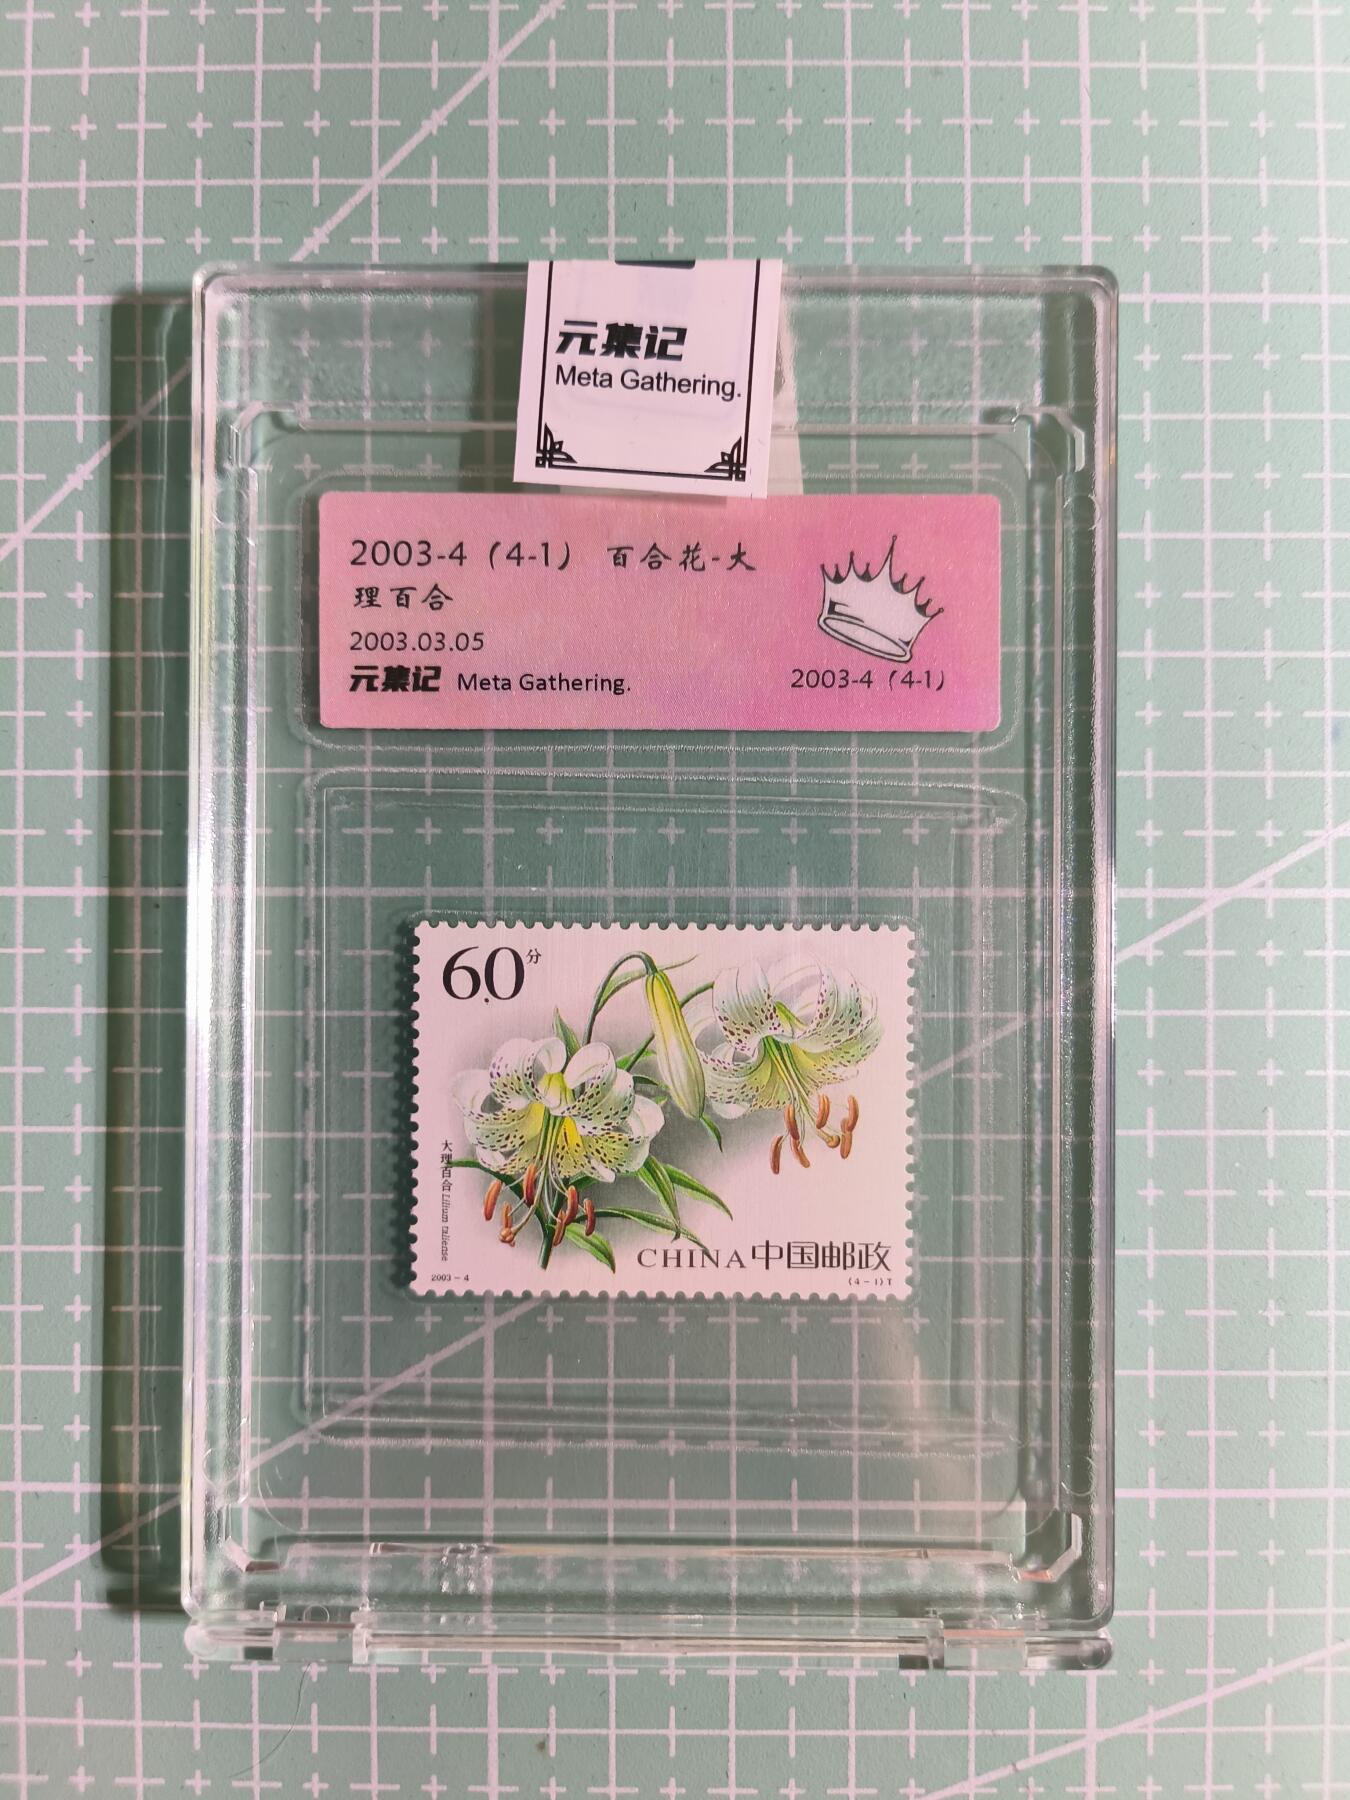 元集记
Meta Gathering.
2003-4（4-1） 百合花-大
理百合
2003.03.05
元集记 Meta Gathering.
2003-4（4-1）
60分
大理百合 Lilium taliense
2003-4
CHINA 中国邮政
(4-1)T